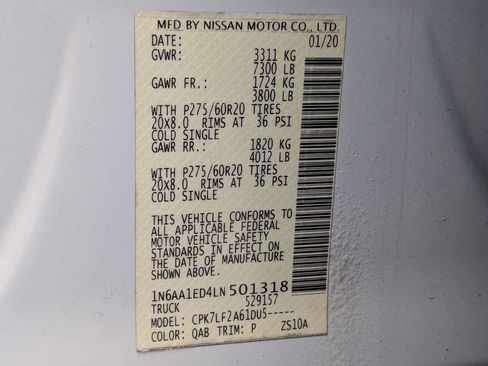 MFD BY NISSAN MOTOR CO., LTD.
DATE: 01/20
GVWR: 3311 KG
7300 LB
GAWR FR.: 1724 KG
3800 LB
WITH P275/60R20 TIRES
20X8.0 RIMS AT 36 PSI
COLD SINGLE
GAWR RR.: 1820 KG
4012 LB
WITH P275/60R20 TIRES
20X8.0 RIMS AT 36 PSI
COLD SINGLE
THIS VEHICLE CONFORMS TO
ALL APPLICABLE FEDERAL
MOTOR VEHICLE SAFETY
STANDARDS IN EFFECT ON
THE DATE OF MANUFACTURE
SHOWN ABOVE.
1N6AA1ED4LN501318
TRUCK 529157
MODEL: CPK7LF2A61DU5-----
COLOR: QAB TRIM: P ZS10A